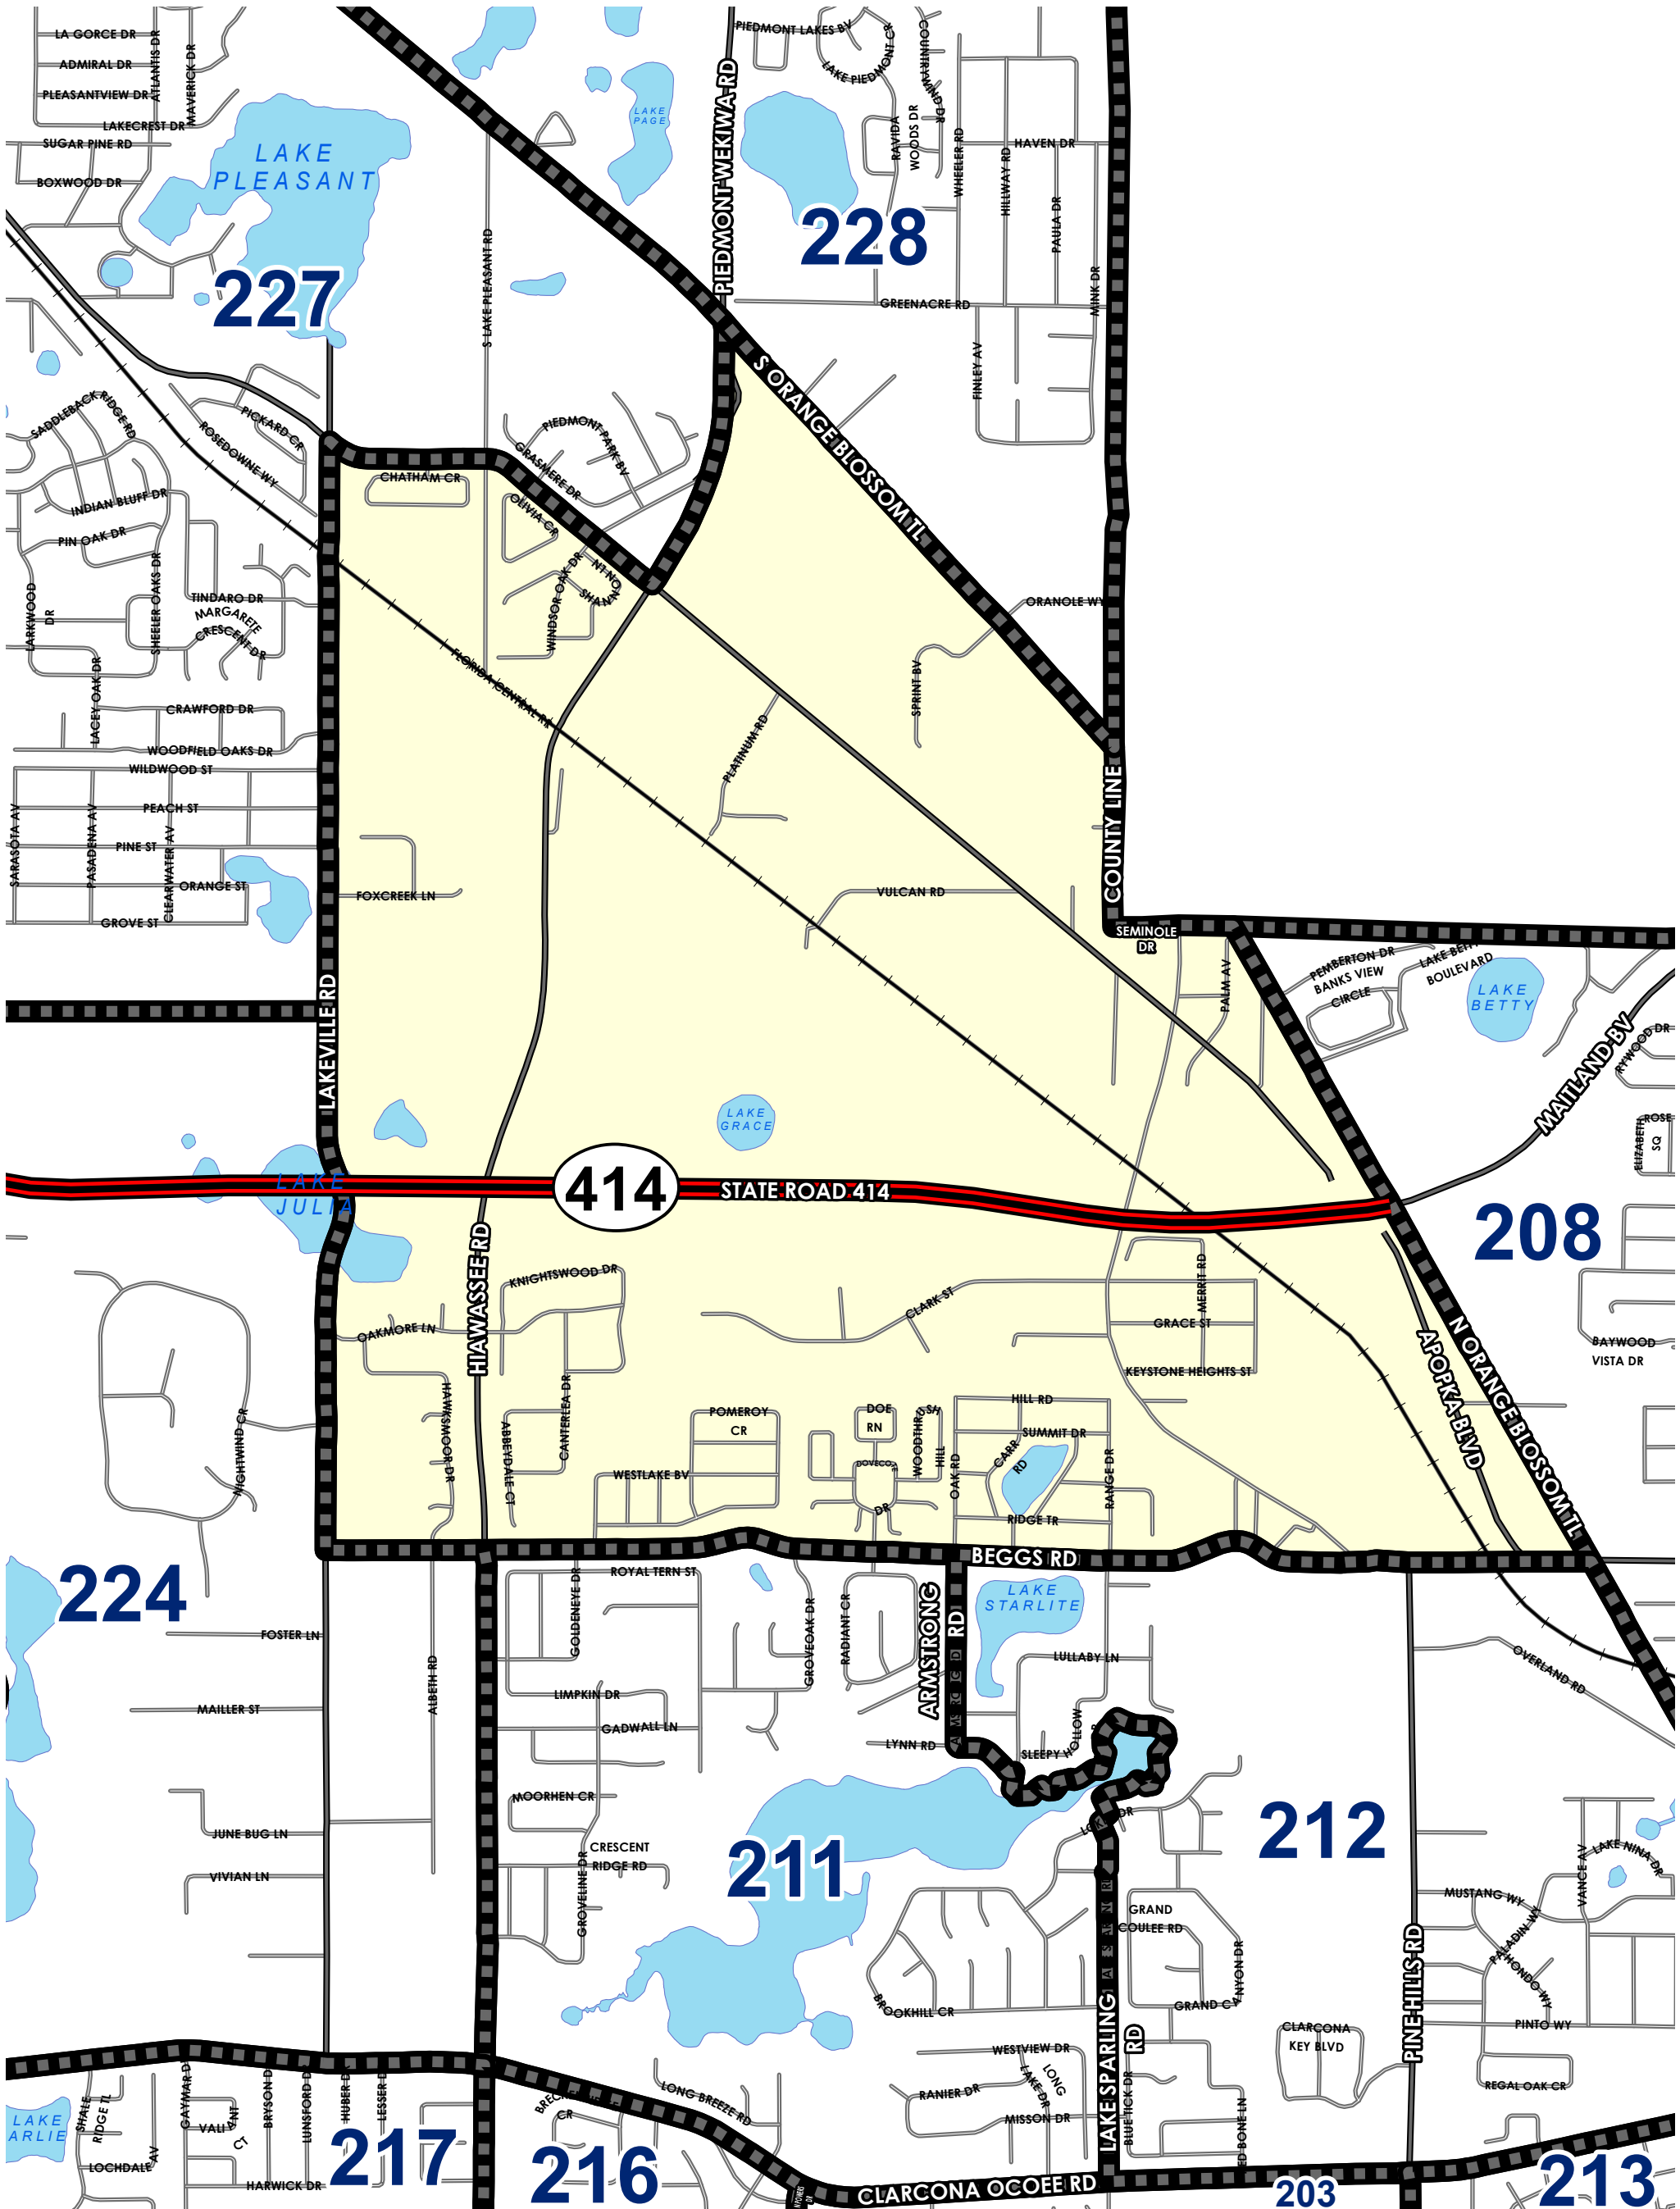 LA GORCE DR
ADMIRAL DR
PLEASANTVIEW DR
ATLANTIS DR
MAVERICK DR
LAKECREST DR
SUGAR PINE RD
BOXWOOD DR
LAKE
PLEASANT
227
LAKE
PAGE
S LAKE PLEASANT RD
PIEDMONT WEKIWA RD
PIEDMONT LAKES BV
LAKE PIEDMONT CR
COUNTRYWIND DR
RAVIDA
WOODS DR
WHEELER RD
HAVEN DR
HILLWAY RD
PAULA DR
MINK DR
228
GREENACRE RD
FINLEY AV
S ORANGE BLOSSOM TL
SADDLEBACK RIDGE RD
PICKARD CR
ROSEDOWNE WY
INDIAN BLUFF DR
PIN OAK DR
LARKWOOD
DR
SHEELER OAKS DR
TINDARO DR
MARGARETE
CRESCENT DR
LACEY OAK DR
CRAWFORD DR
WOODFIELD OAKS DR
WILDWOOD ST
PEACH ST
PINE ST
ORANGE ST
GROVE ST
SARASOTA AV
PASADENA AV
CLEARWATER AV
CHATHAM CR
GRASMERE DR
PIEDMONT PARK BV
OLIVIA CR
WINDSOR OAK DR
SHANNON
NT
FLORIDA CENTRAL RL
PLATINUM RD
ORANOLE WY
SPRINT BV
VULCAN RD
FOXCREEK LN
LAKEVILLE RD
COUNTY LINE
SEMINOLE
DR
PALM AV
PEMBERTON DR
BANKS VIEW
CIRCLE
LAKE BETTY
BOULEVARD
LAKE
BETTY
MAITLAND BV
RYWOOD DR
ELIZABETH
ROSE
SQ
LAKE
GRACE
LAKE
JULIA
414
STATE ROAD 414
208
HIAWASSEE RD
KNIGHTSWOOD DR
OAKMORE LN
HAWKSMOOR DR
ABBEYDALE CT
CANTERLEA DR
CLARK ST
MERRIT RD
GRACE ST
KEYSTONE HEIGHTS ST
APOPKA BLVD
N ORANGE BLOSSOM TL
BAYWOOD
VISTA DR
NIGHTWIND CR
POMEROY
CR
WESTLAKE BV
DOE
RN
DR
HILL
OAK RD
HILL RD
SUMMIT DR
CARR
RD
RANGE DR
RIDGE TR
BEGGS RD
224
FOSTER LN
MAILLER ST
JUNE BUG LN
VIVIAN LN
ALBETH RD
ROYAL TERN ST
GOLDENEYE DR
LIMPKIN DR
GADWALL LN
MOORHEN CR
CRESCENT
RIDGE RD
GROVELINE DR
GROVEOAK DR
RADIANT CR
ARMSTRONG
RD
LYNN RD
LAKE
STARLITE
LULLABY LN
SLEEPY HOLLOW
211
212
OVERLAND RD
PINE HILLS RD
VANCE AV
LAKE NINA DR
MUSTANG WY
PALADIN WY
HONDO WY
PINTO WY
REGAL OAK CR
GRAND
COULEE RD
BROOKHILL CR
WESTVIEW DR
LONG
LAKE DR
RANIER DR
MISSON DR
LAKE SPARLING
RD
BLUE TICK DR
CLARCONA
KEY BLVD
LAKE
ARLIE
SHALE
RIDGE TL
LOCHDALE AV
GAYMAR D
CT
BRYSON D
LUNSFORD D
HUBER D
LESSER D
HARWICK DR
217
216
CR
LONG BREEZE RD
CLARCONA OCOEE RD
203
213